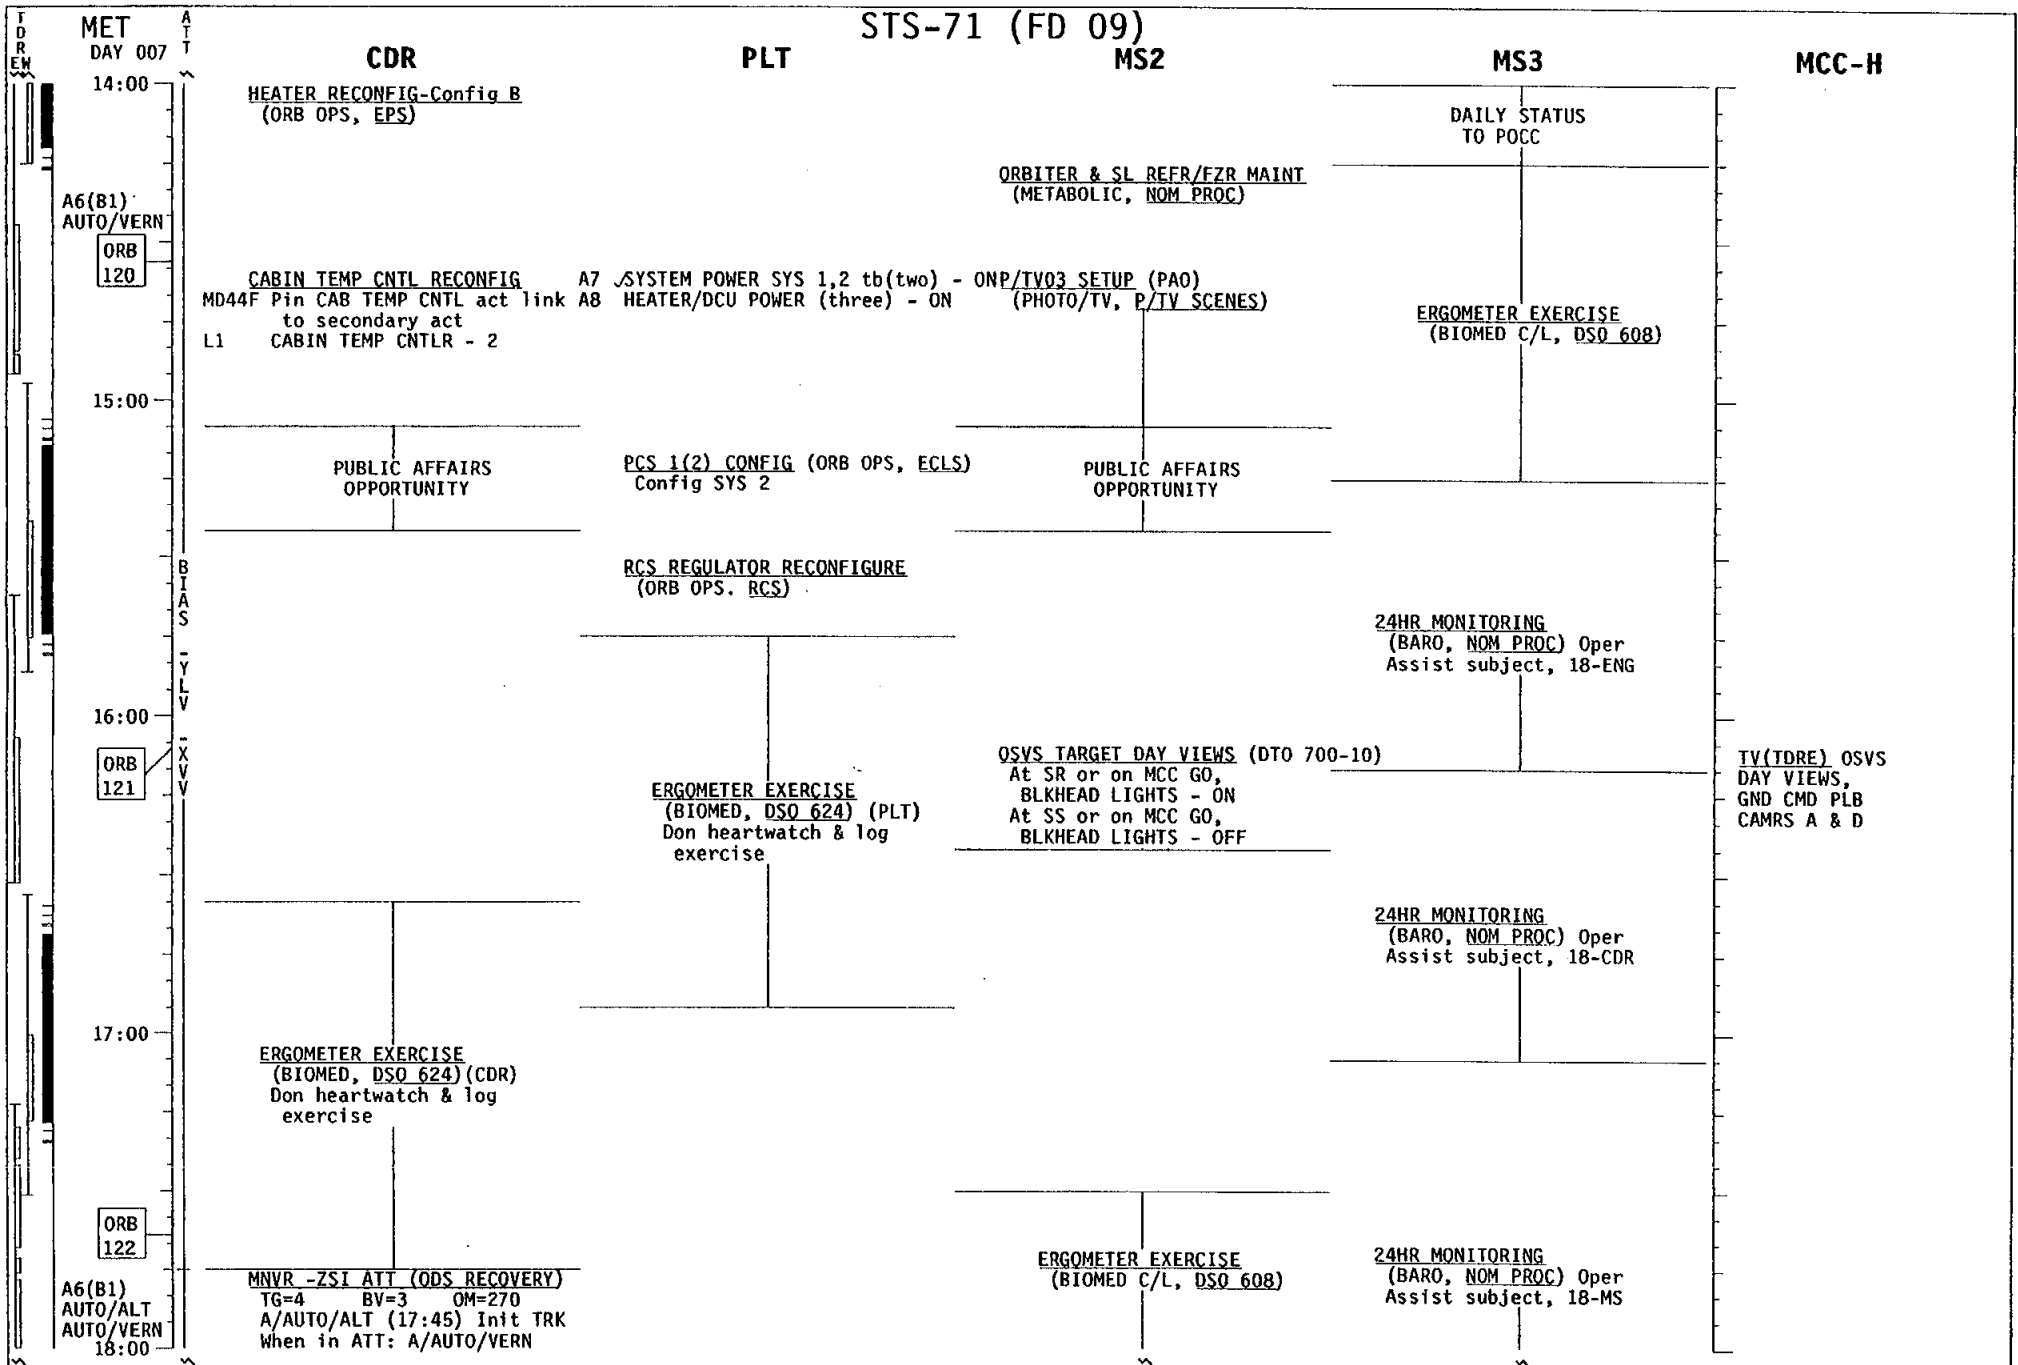 STS-71 (FD 09)
TDRE W
MET
DAY 007
ATT
CDR
PLT
MS2
MS3
MCC-H
14:00
A6(B1)
AUTO/VERN
ORB
120
15:00
16:00
ORB
121
17:00
ORB
122
A6(B1)
AUTO/ALT
AUTO/VERN
18:00
BIAS -YLV -XVV
HEATER RECONFIG-Config B
(ORB OPS, EPS)
CABIN TEMP CNTL RECONFIG
MD44F Pin CAB TEMP CNTL act link
to secondary act
L1 CABIN TEMP CNTLR - 2
PUBLIC AFFAIRS
OPPORTUNITY
ERGOMETER EXERCISE
(BIOMED, DSO 624)(CDR)
Don heartwatch & log
exercise
MNVR -ZSI ATT (ODS RECOVERY)
TG=4 BV=3 OM=270
A/AUTO/ALT (17:45) Init TRK
When in ATT: A/AUTO/VERN
A7 √SYSTEM POWER SYS 1,2 tb(two) - ON
A8 HEATER/DCU POWER (three) - ON
PCS 1(2) CONFIG (ORB OPS, ECLS)
Config SYS 2
RCS REGULATOR RECONFIGURE
(ORB OPS. RCS)
ERGOMETER EXERCISE
(BIOMED, DSO 624) (PLT)
Don heartwatch & log
exercise
ORBITER & SL REFR/FZR MAINT
(METABOLIC, NOM PROC)
P/TV03 SETUP (PAO)
(PHOTO/TV, P/TV SCENES)
PUBLIC AFFAIRS
OPPORTUNITY
OSVS TARGET DAY VIEWS (DTO 700-10)
At SR or on MCC GO,
BLKHEAD LIGHTS - ON
At SS or on MCC GO,
BLKHEAD LIGHTS - OFF
ERGOMETER EXERCISE
(BIOMED C/L, DSO 608)
DAILY STATUS
TO POCC
ERGOMETER EXERCISE
(BIOMED C/L, DSO 608)
24HR MONITORING
(BARO, NOM PROC) Oper
Assist subject, 18-ENG
24HR MONITORING
(BARO, NOM PROC) Oper
Assist subject, 18-CDR
24HR MONITORING
(BARO, NOM PROC) Oper
Assist subject, 18-MS
TV(TDRE) OSVS
DAY VIEWS,
GND CMD PLB
CAMRS A & D